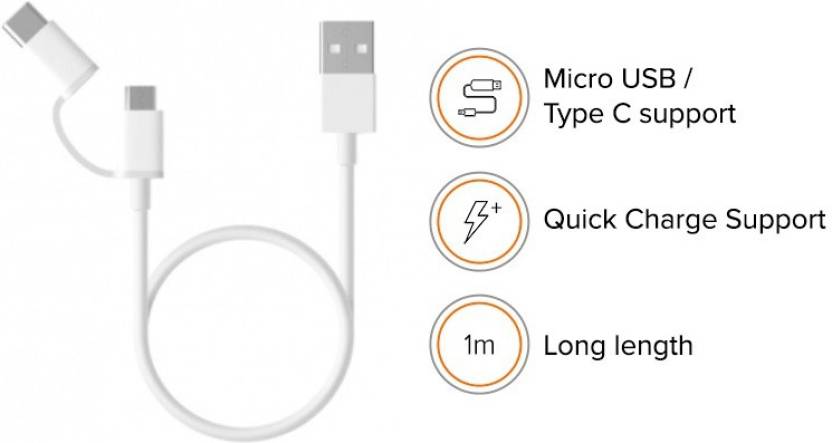 Micro USB /
Type C support
Quick Charge Support
1m
Long length